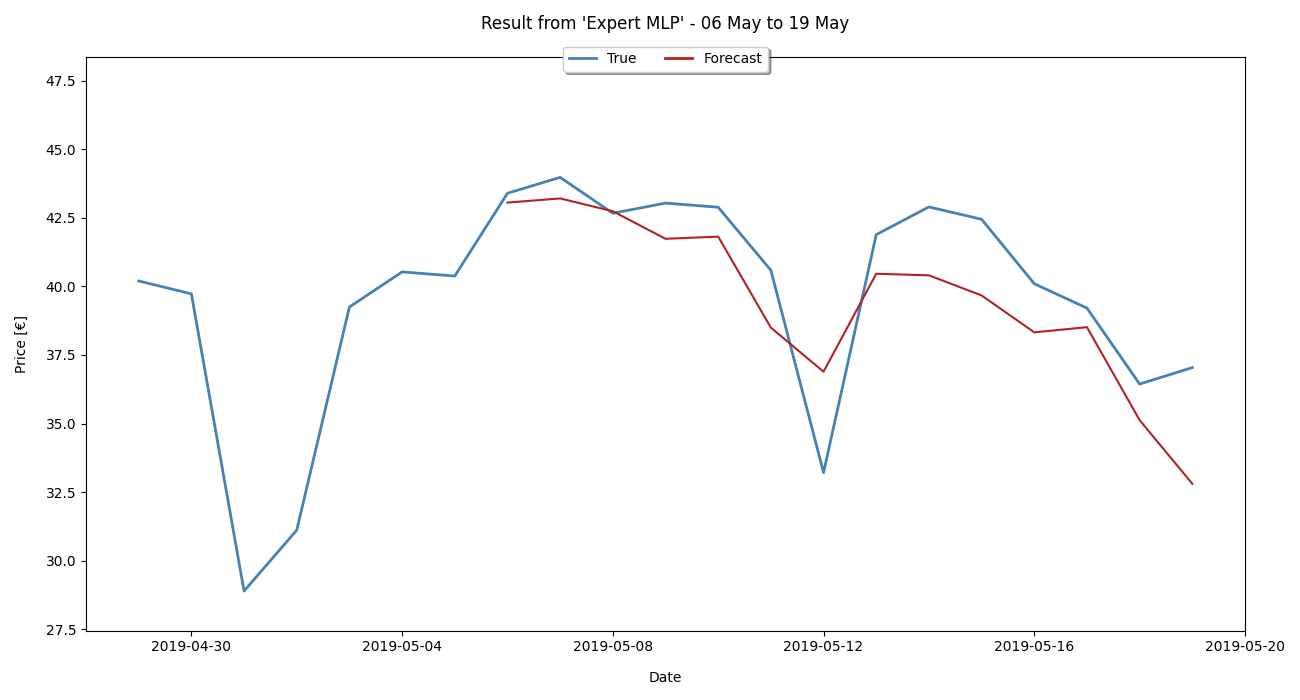 Result from 'Expert MLP' - 06 May to 19 May
True Forecast
47.5
45.0
42.5
40.0
37.5
35.0
32.5
30.0
27.5
Price [€]
2019-04-30 2019-05-04 2019-05-08 2019-05-12 2019-05-16 2019-05-20
Date